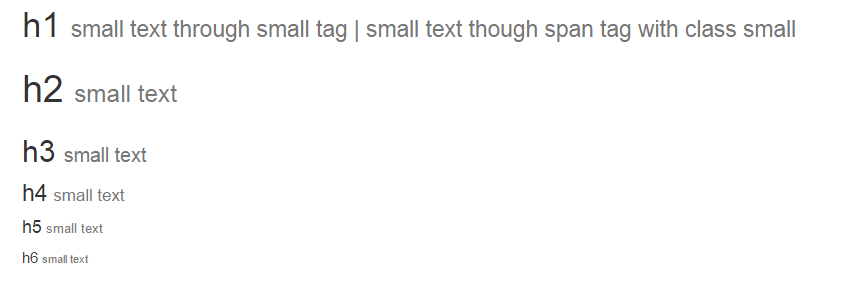 h1 small text through small tag | small text though span tag with class small
h2 small text
h3 small text
h4 small text
h5 small text
h6 small text